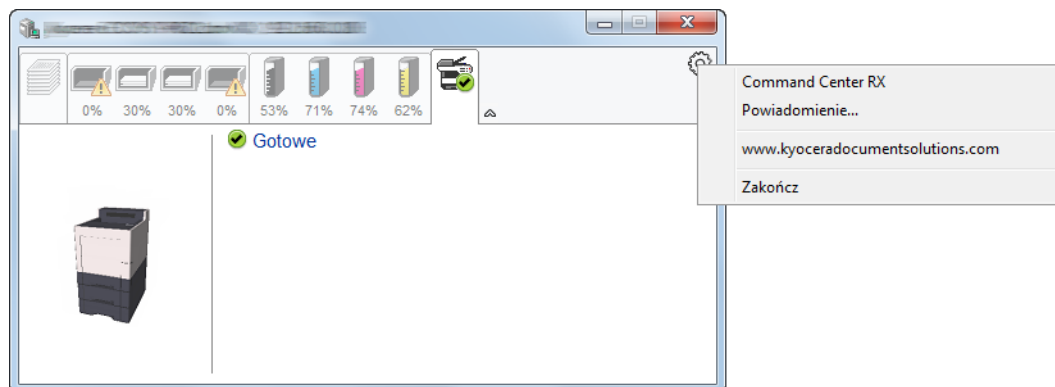 0% 30% 30% 0% 53% 71% 74% 62%
Gotowe
Command Center RX
Powiadomienie...
www.kyoceradocumentsolutions.com
Zakończ